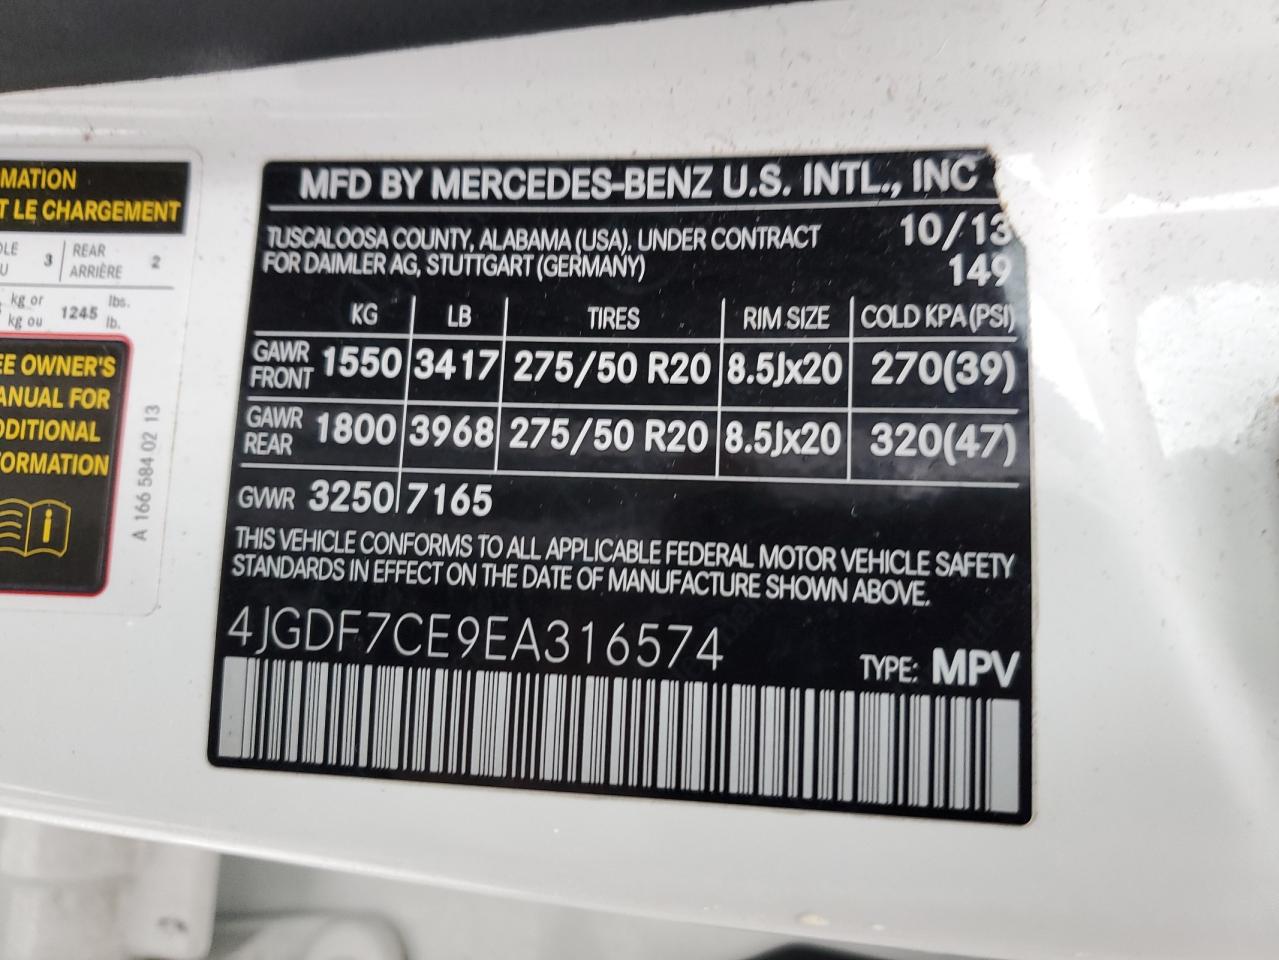 MATION
T LE CHARGEMENT
3
REAR
ARRIÈRE
2
kg or
kg ou
1245
lbs.
lb.
OWNER'S
FOR
A 166 584 02 13
MFD BY MERCEDES-BENZ U.S. INTL., INC
TUSCALOOSA COUNTY, ALABAMA (USA), UNDER CONTRACT
FOR DAIMLER AG, STUTTGART (GERMANY)
10/13
149
KG LB TIRES RIM SIZE COLD KPA (PSI)
GAWR
FRONT 1550 3417 275/50 R20 8.5Jx20 270(39)
GAWR
REAR 1800 3968 275/50 R20 8.5Jx20 320(47)
GVWR 3250 7165
THIS VEHICLE CONFORMS TO ALL APPLICABLE FEDERAL MOTOR VEHICLE SAFETY
STANDARDS IN EFFECT ON THE DATE OF MANUFACTURE SHOWN ABOVE.
4JGDF7CE9EA316574
TYPE: MPV